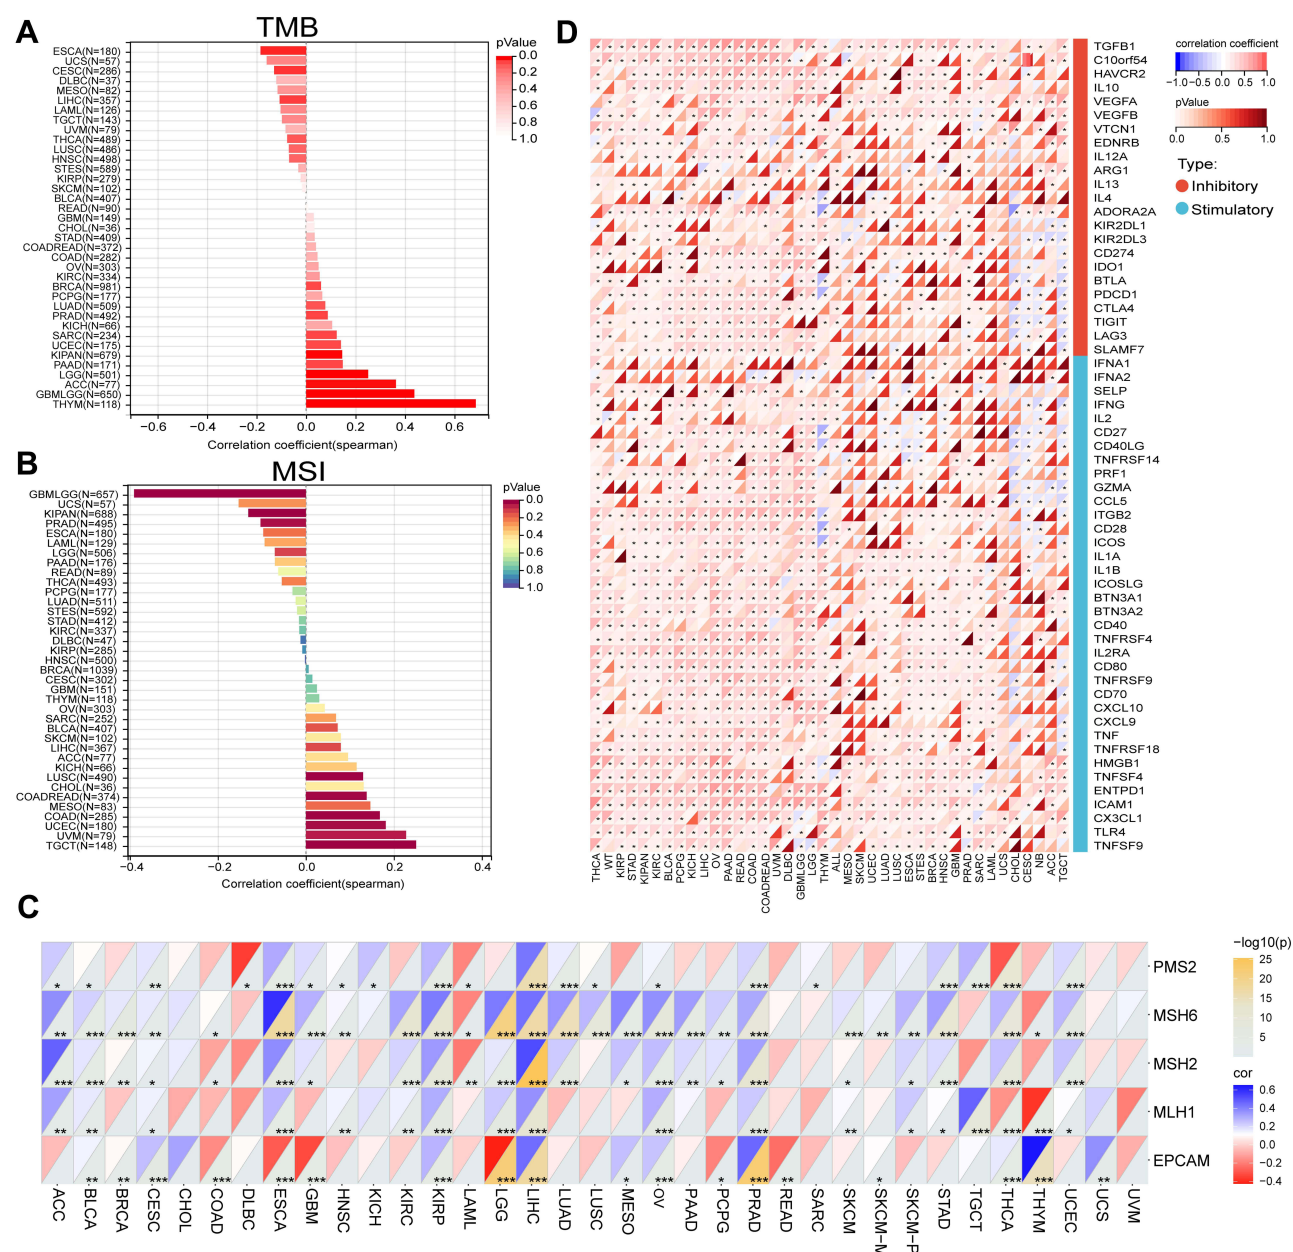 A
TMB
ESCA(N=180)
UCS(N=57)
CESC(N=286)
DLBC(N=37)
MESO(N=82)
LIHC(N=357)
LAML(N=126)
TGCT(N=143)
UVM(N=79)
THCA(N=489)
LUSC(N=486)
HNSC(N=498)
STES(N=589)
KIRP(N=279)
SKCM(N=102)
BLCA(N=407)
READ(N=90)
GBM(N=149)
CHOL(N=36)
STAD(N=409)
COADREAD(N=372)
COAD(N=282)
OV(N=303)
KIRC(N=334)
BRCA(N=981)
PCPG(N=177)
LUAD(N=509)
PRAD(N=492)
KICH(N=66)
SARC(N=234)
UCEC(N=175)
KIPAN(N=679)
PAAD(N=171)
LGG(N=501)
ACC(N=77)
GBMLGG(N=650)
THYM(N=118)
−0.6 −0.4 −0.2 0.0 0.2 0.4 0.6
Correlation coefficient(spearman)
pValue
0.0
0.2
0.4
0.6
0.8
1.0
B
MSI
GBMLGG(N=657)
UCS(N=57)
KIPAN(N=688)
PRAD(N=495)
ESCA(N=180)
LAML(N=129)
LGG(N=506)
PAAD(N=176)
READ(N=89)
THCA(N=493)
PCPG(N=177)
LUAD(N=511)
STES(N=592)
STAD(N=412)
KIRC(N=337)
DLBC(N=47)
KIRP(N=285)
HNSC(N=500)
BRCA(N=1039)
CESC(N=302)
GBM(N=151)
THYM(N=118)
OV(N=303)
SARC(N=252)
BLCA(N=407)
SKCM(N=102)
LIHC(N=367)
ACC(N=77)
KICH(N=66)
LUSC(N=490)
CHOL(N=36)
COADREAD(N=374)
MESO(N=83)
COAD(N=285)
UCEC(N=180)
UVM(N=79)
TGCT(N=148)
−0.4 −0.2 0.0 0.2 0.4
Correlation coefficient(spearman)
pValue
0.0
0.2
0.4
0.6
0.8
1.0
D
TGFB1
C10orf54
HAVCR2
IL10
VEGFA
VEGFB
VTCN1
EDNRB
IL12A
ARG1
IL13
IL4
ADORA2A
KIR2DL1
KIR2DL3
CD274
IDO1
BTLA
PDCD1
CTLA4
TIGIT
LAG3
SLAMF7
IFNA1
IFNA2
SELP
IFNG
IL2
CD27
CD40LG
TNFRSF14
PRF1
GZMA
CCL5
ITGB2
CD28
ICOS
IL1A
IL1B
ICOSLG
BTN3A1
BTN3A2
CD40
TNFRSF4
IL2RA
CD80
TNFRSF9
CD70
CXCL10
CXCL9
TNF
TNFRSF18
HMGB1
TNFSF4
ENTPD1
ICAM1
CX3CL1
TLR4
TNFSF9
THCA WT KIRP STAD KIPAN KIRC BLCA PCPG KICH LIHC OV PAAD READ COAD COADREAD UVM DLBC GBMLGG LGG THYM ALL MESO SKCM UCEC LUAD LUSC ESCA STES BRCA HNSC GBM PRAD SARC LAML UCS CHOL CESC NB ACC TGCT
correlation coefficient
−1.0 −0.5 0.0 0.5 1.0
pValue
0.0 0.5 1.0
Type:
Inhibitory
Stimulatory
C
PMS2
MSH6
MSH2
MLH1
EPCAM
ACC BLCA BRCA CESC CHOL COAD DLBC ESCA GBM HNSC KICH KIRC KIRP LAML LGG LIHC LUAD LUSC MESO OV PAAD PCPG PRAD READ SARC SKCM SKCM-M SKCM-P STAD TGCT THCA THYM UCEC UCS UVM
−log10(p)
25
20
15
10
5
cor
0.6
0.4
0.2
0.0
−0.2
−0.4